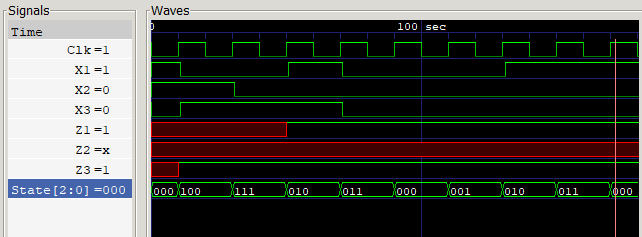 Signals
Waves
Time
0
100 sec
Clk=1
X1=1
X2=0
X3=0
Z1=1
Z2=x
Z3=1
State[2:0]=000
000 100 111 010 011 000 001 010 011 000